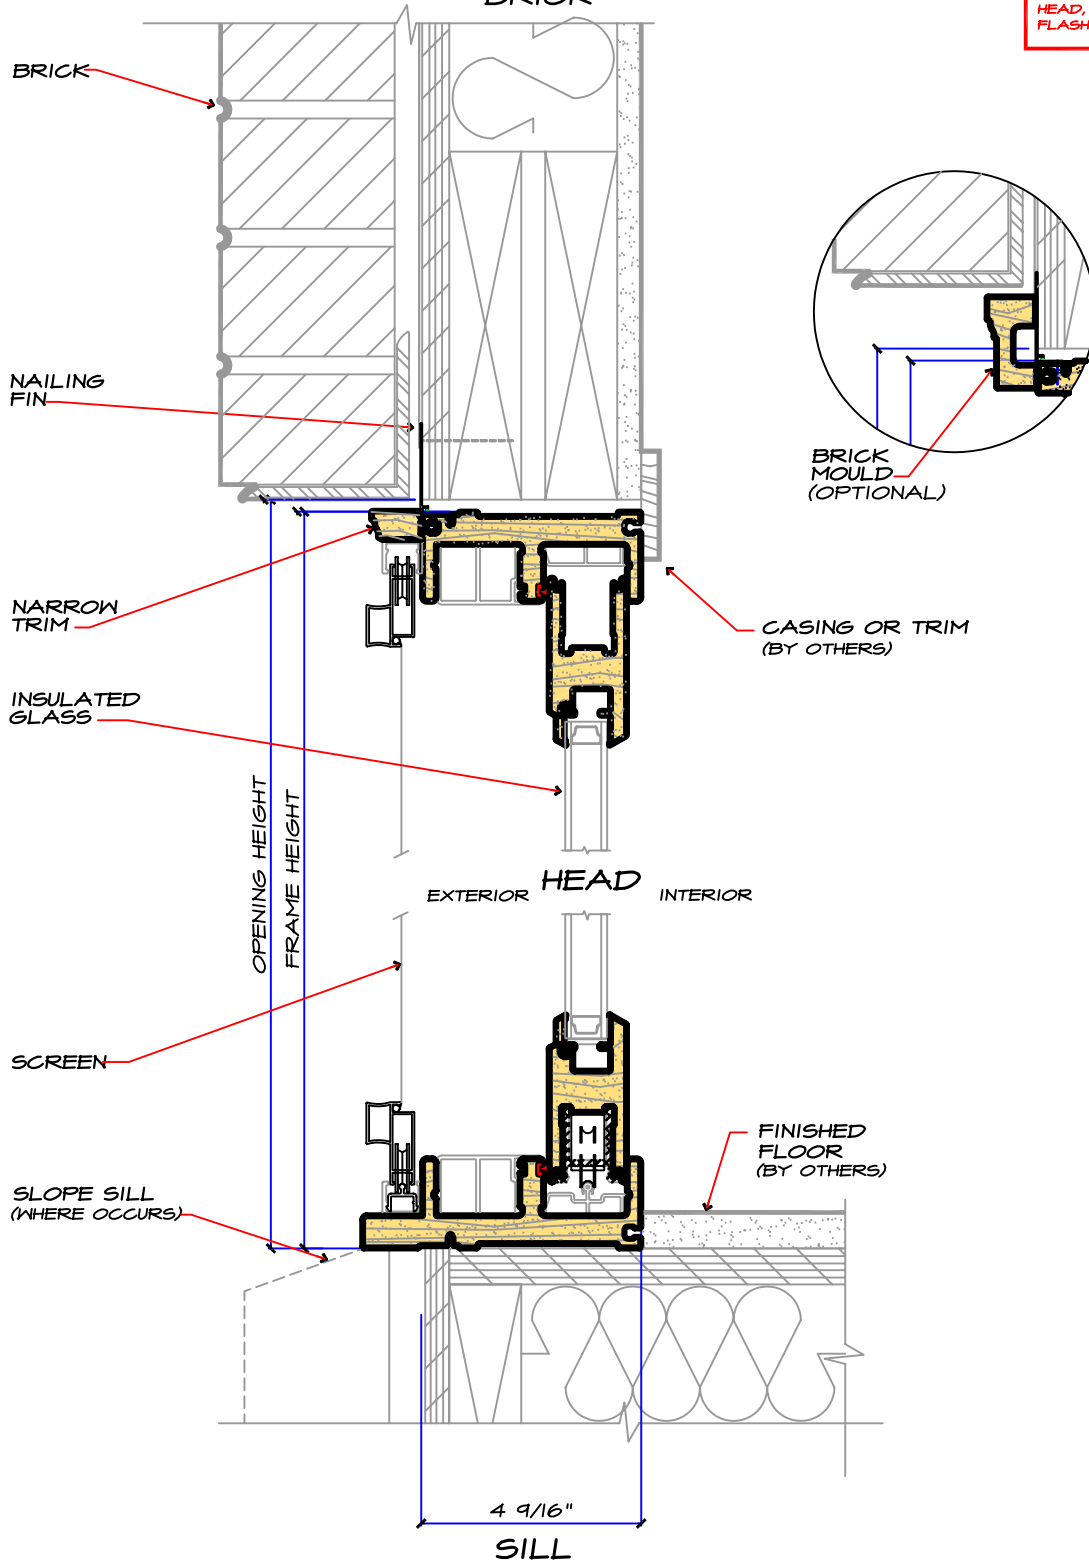 BRICK
HEAD,
FLASH
BRICK
NAILING
FIN
BRICK
MOULD
(OPTIONAL)
NARROW
TRIM
CASING OR TRIM
(BY OTHERS)
INSULATED
GLASS
OPENING HEIGHT
FRAME HEIGHT
HEAD
EXTERIOR
INTERIOR
SCREEN
FINISHED
FLOOR
(BY OTHERS)
SLOPE SILL
(WHERE OCCURS)
4 9/16"
SILL